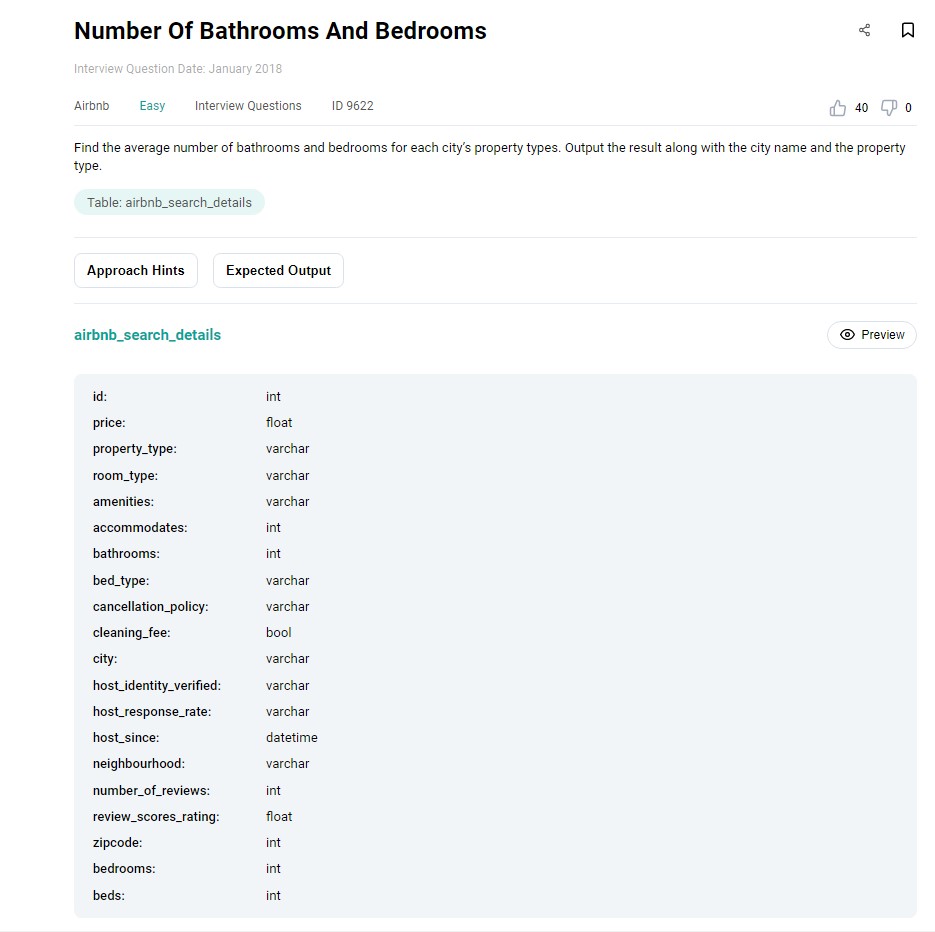 Number Of Bathrooms And Bedrooms
Interview Question Date: January 2018
Airbnb Easy Interview Questions ID 9622 40 0
Find the average number of bathrooms and bedrooms for each city’s property types. Output the result along with the city name and the property
type.
Table: airbnb_search_details
Approach Hints Expected Output
airbnb_search_details Preview
id: int
price: float
property_type: varchar
room_type: varchar
amenities: varchar
accommodates: int
bathrooms: int
bed_type: varchar
cancellation_policy: varchar
cleaning_fee: bool
city: varchar
host_identity_verified: varchar
host_response_rate: varchar
host_since: datetime
neighbourhood: varchar
number_of_reviews: int
review_scores_rating: float
zipcode: int
bedrooms: int
beds: int